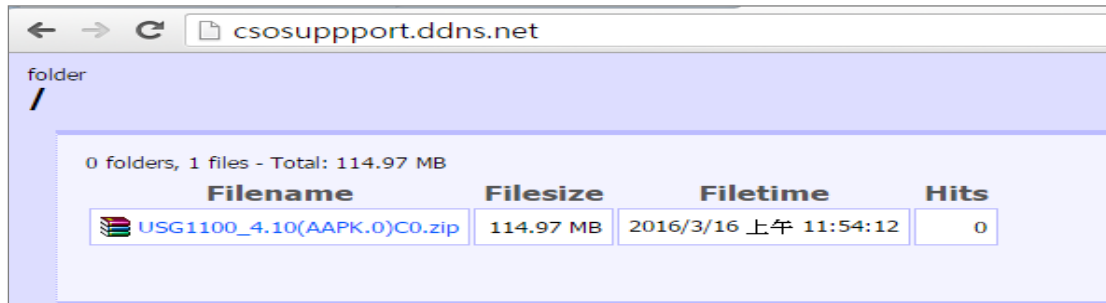 csosuppport.ddns.net
folder
/
0 folders, 1 files - Total: 114.97 MB
Filename Filesize Filetime Hits
USG1100_4.10(AAPK.0)C0.zip 114.97 MB 2016/3/16 上午 11:54:12 0